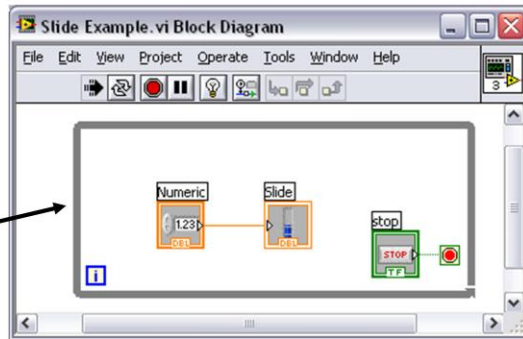 Slide Example.vi Block Diagram
File Edit View Project Operate Tools Window Help
3
Numeric
Slide
stop
1.23
DBL
DBL
STOP
TF
i